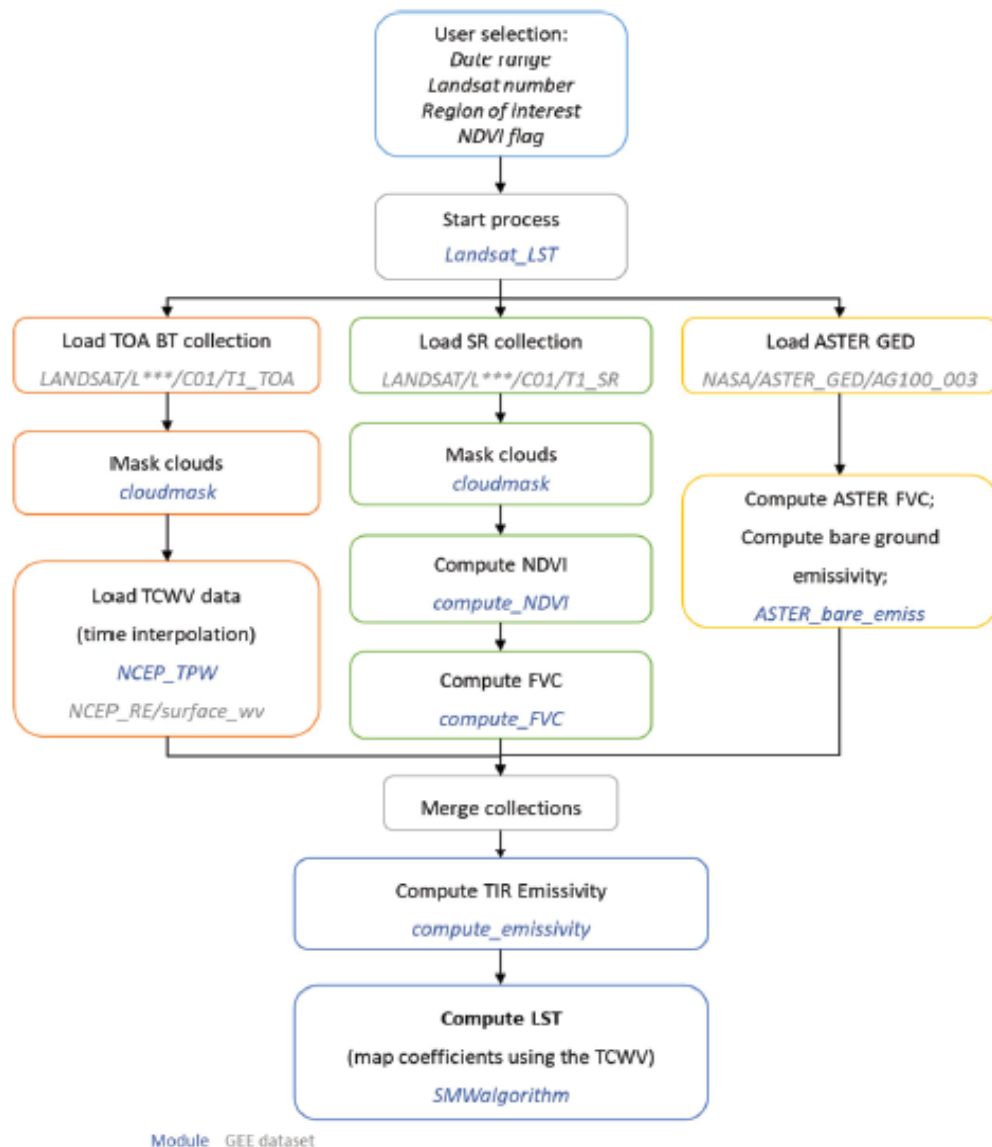 User selection:
Date range
Landsat number
Region of interest
NDVI flag
Start process
Landsat_LST
Load TOA BT collection
LANDSAT/L***/C01/T1_TOA
Mask clouds
cloudmask
Load TCWV data
(time interpolation)
NCEP_TPW
NCEP_RE/surface_wv
Load SR collection
LANDSAT/L***/C01/T1_SR
Mask clouds
cloudmask
Compute NDVI
compute_NDVI
Compute FVC
compute_FVC
Load ASTER GED
NASA/ASTER_GED/AG100_003
Compute ASTER FVC;
Compute bare ground
emissivity;
ASTER_bare_emiss
Merge collections
Compute TIR Emissivity
compute_emissivity
Compute LST
(map coefficients using the TCWV)
SMWalgorithm
Module GEE dataset